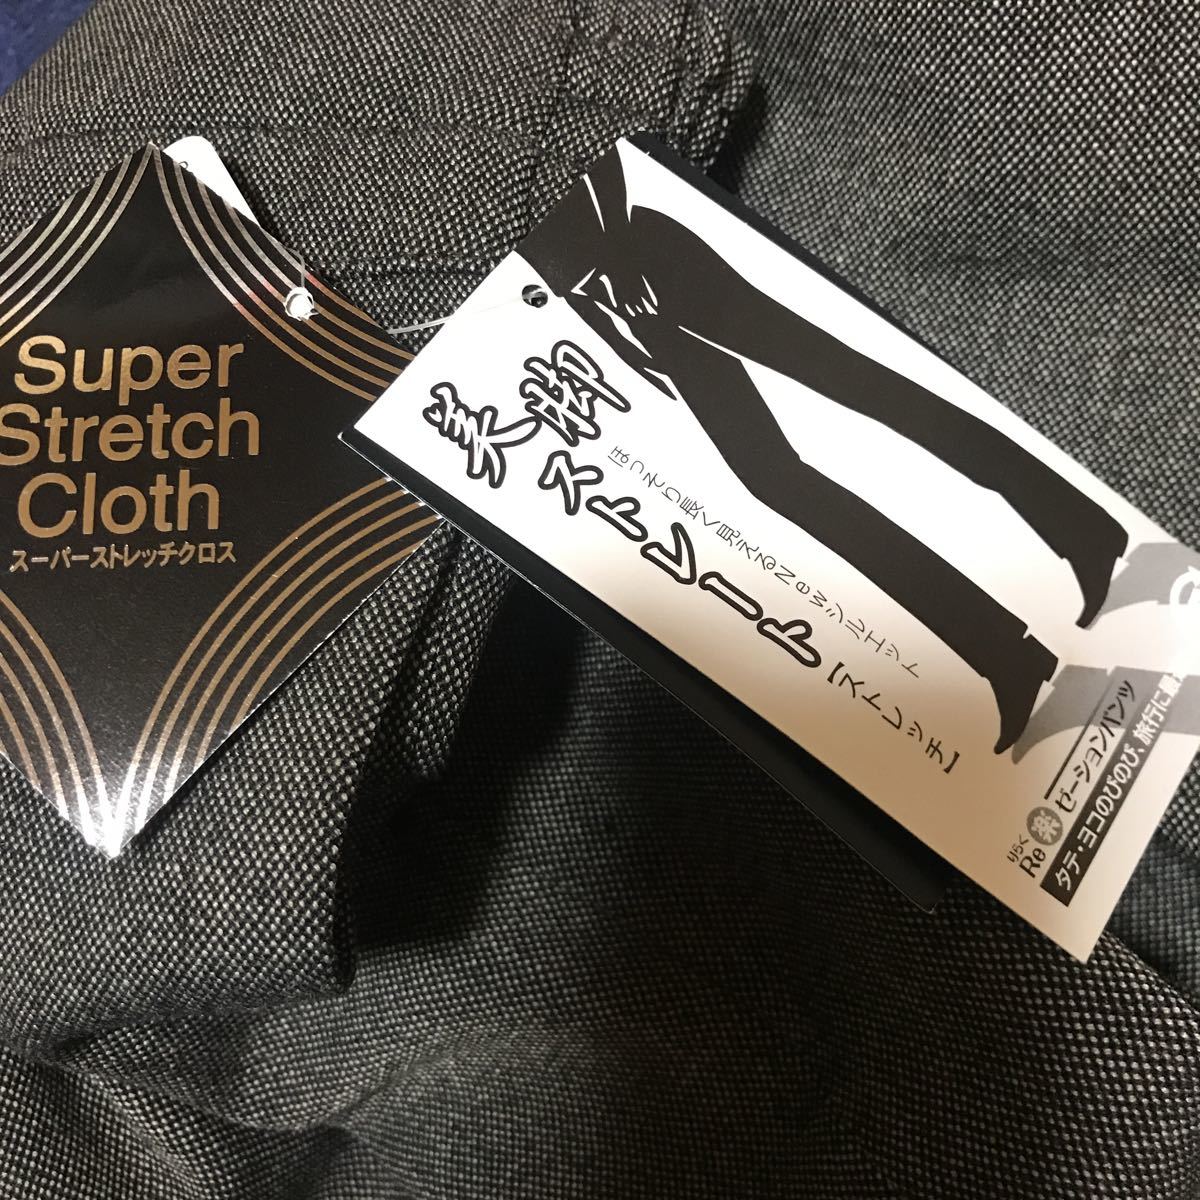 Super
Stretch
Cloth
スーパーストレッチクロス
美脚
ストレート【ストレッチ】
ほっそり長く見えるNewシルエット
りらく
Re楽ゼーションパンツ
タテ・ヨコのびのび、旅行に最